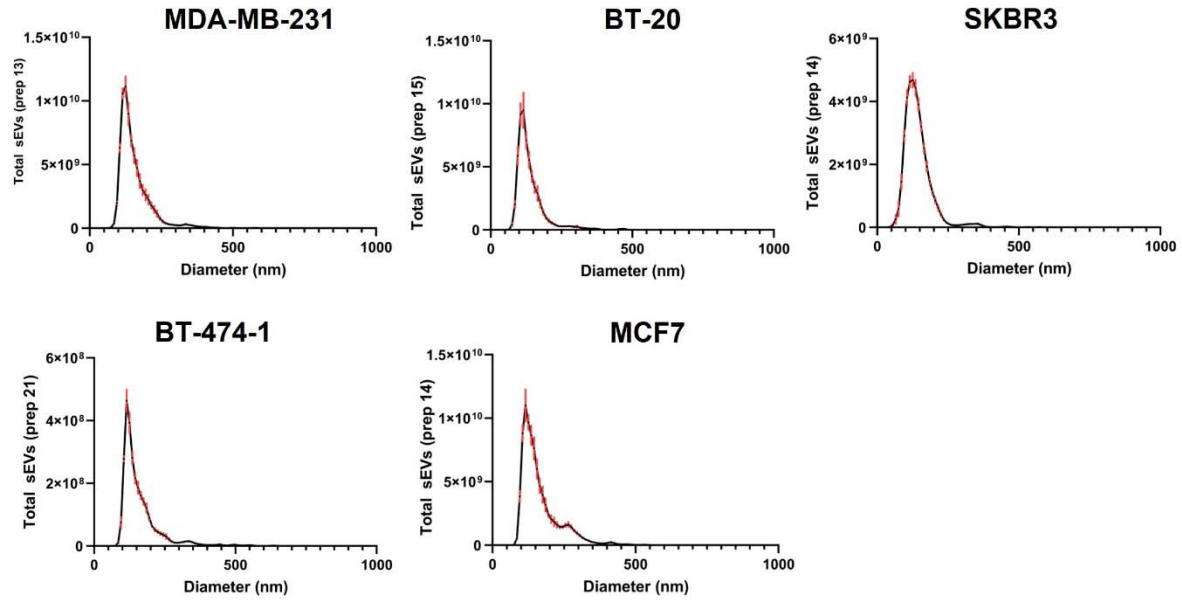 MDA-MB-231
Total sEVs (prep 13)
1.5×10¹⁰
1×10¹⁰
5×10⁹
0
0 500 1000
Diameter (nm)
BT-20
Total sEVs (prep 15)
1.5×10¹⁰
1×10¹⁰
5×10⁹
0
0 500 1000
Diameter (nm)
SKBR3
Total sEVs (prep 14)
6×10⁹
4×10⁹
2×10⁹
0
0 500 1000
Diameter (nm)
BT-474-1
Total sEVs (prep 21)
6×10⁸
4×10⁸
2×10⁸
0
0 500 1000
Diameter (nm)
MCF7
Total sEVs (prep 14)
1.5×10¹⁰
1×10¹⁰
5×10⁹
0
0 500 1000
Diameter (nm)